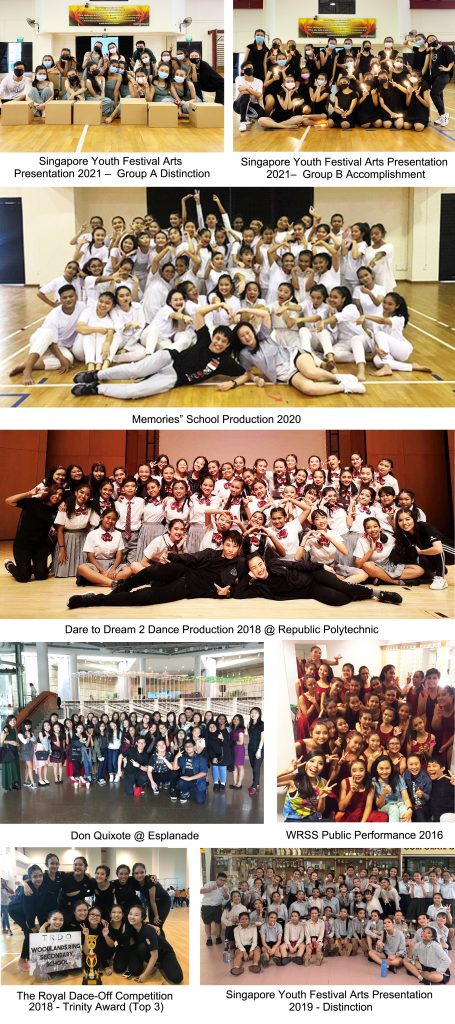 Singapore Youth Festival Arts
Presentation 2021 – Group A Distinction
Singapore Youth Festival Arts Presentation
2021– Group B Accomplishment
Memories” School Production 2020
Dare to Dream 2 Dance Production 2018 @ Republic Polytechnic
Don Quixote @ Esplanade
WRSS Public Performance 2016
TRDO
WOODLANDS RING
SECONDARY
SCHOOL
The Royal Dace-Off Competition
2018 - Trinity Award (Top 3)
Singapore Youth Festival Arts Presentation
2019 - Distinction